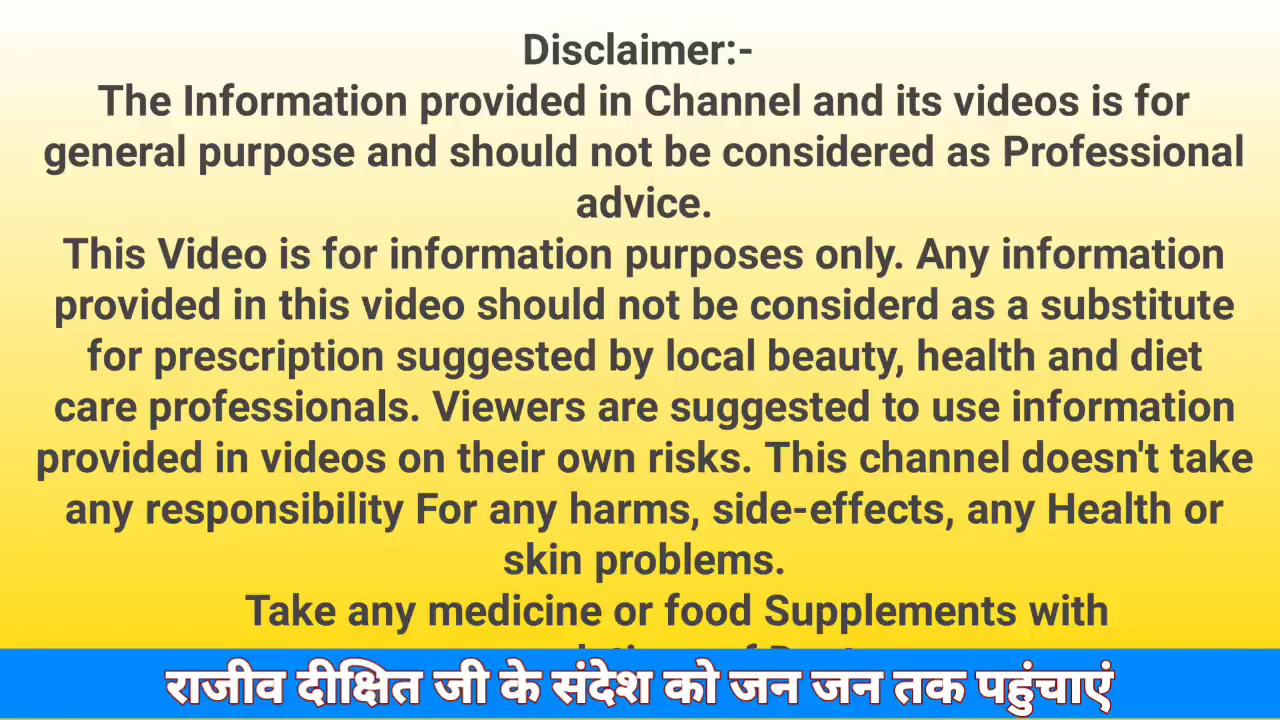 Disclaimer:-
The Information provided in Channel and its videos is for
general purpose and should not be considered as Professional
advice.
This Video is for information purposes only. Any information
provided in this video should not be considerd as a substitute
for prescription suggested by local beauty, health and diet
care professionals. Viewers are suggested to use information
provided in videos on their own risks. This channel doesn't take
any responsibility For any harms, side-effects, any Health or
skin problems.
Take any medicine or food Supplements with
राजीव दीक्षित जी के संदेश को जन जन तक पहुंचाएं